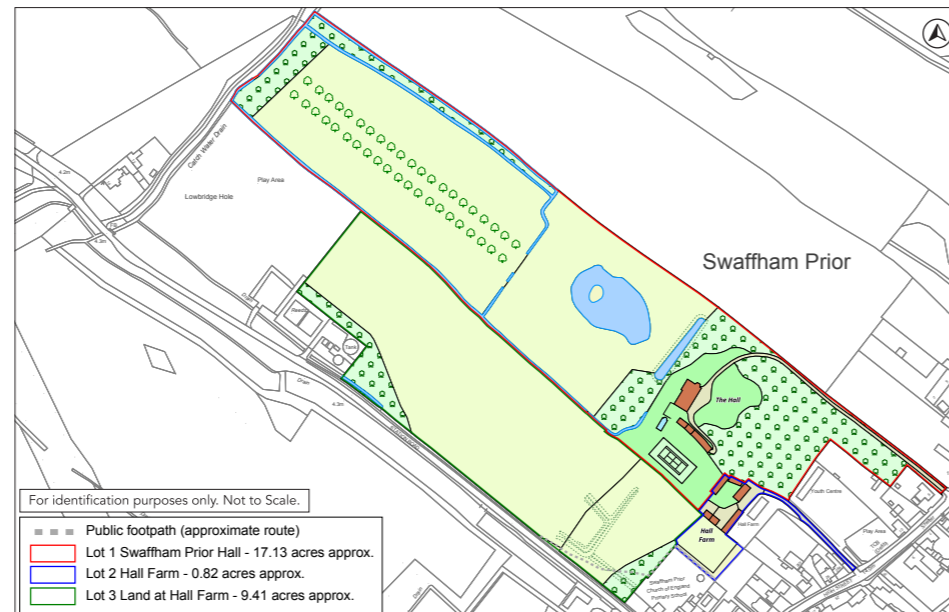 Swaffham Prior
Catch Water Drain
Play Area
Lowbridge Hole
4.2m
4.3m
Drain
Tank
Drain
4.3m
The Hall
Youth Centre
Hall Farm
Hall
Farm
Play Area
Swaffham Prior
Church of England
Primary School
For identification purposes only. Not to Scale.
Public footpath (approximate route)
Lot 1 Swaffham Prior Hall - 17.13 acres approx.
Lot 2 Hall Farm - 0.82 acres approx.
Lot 3 Land at Hall Farm - 9.41 acres approx.